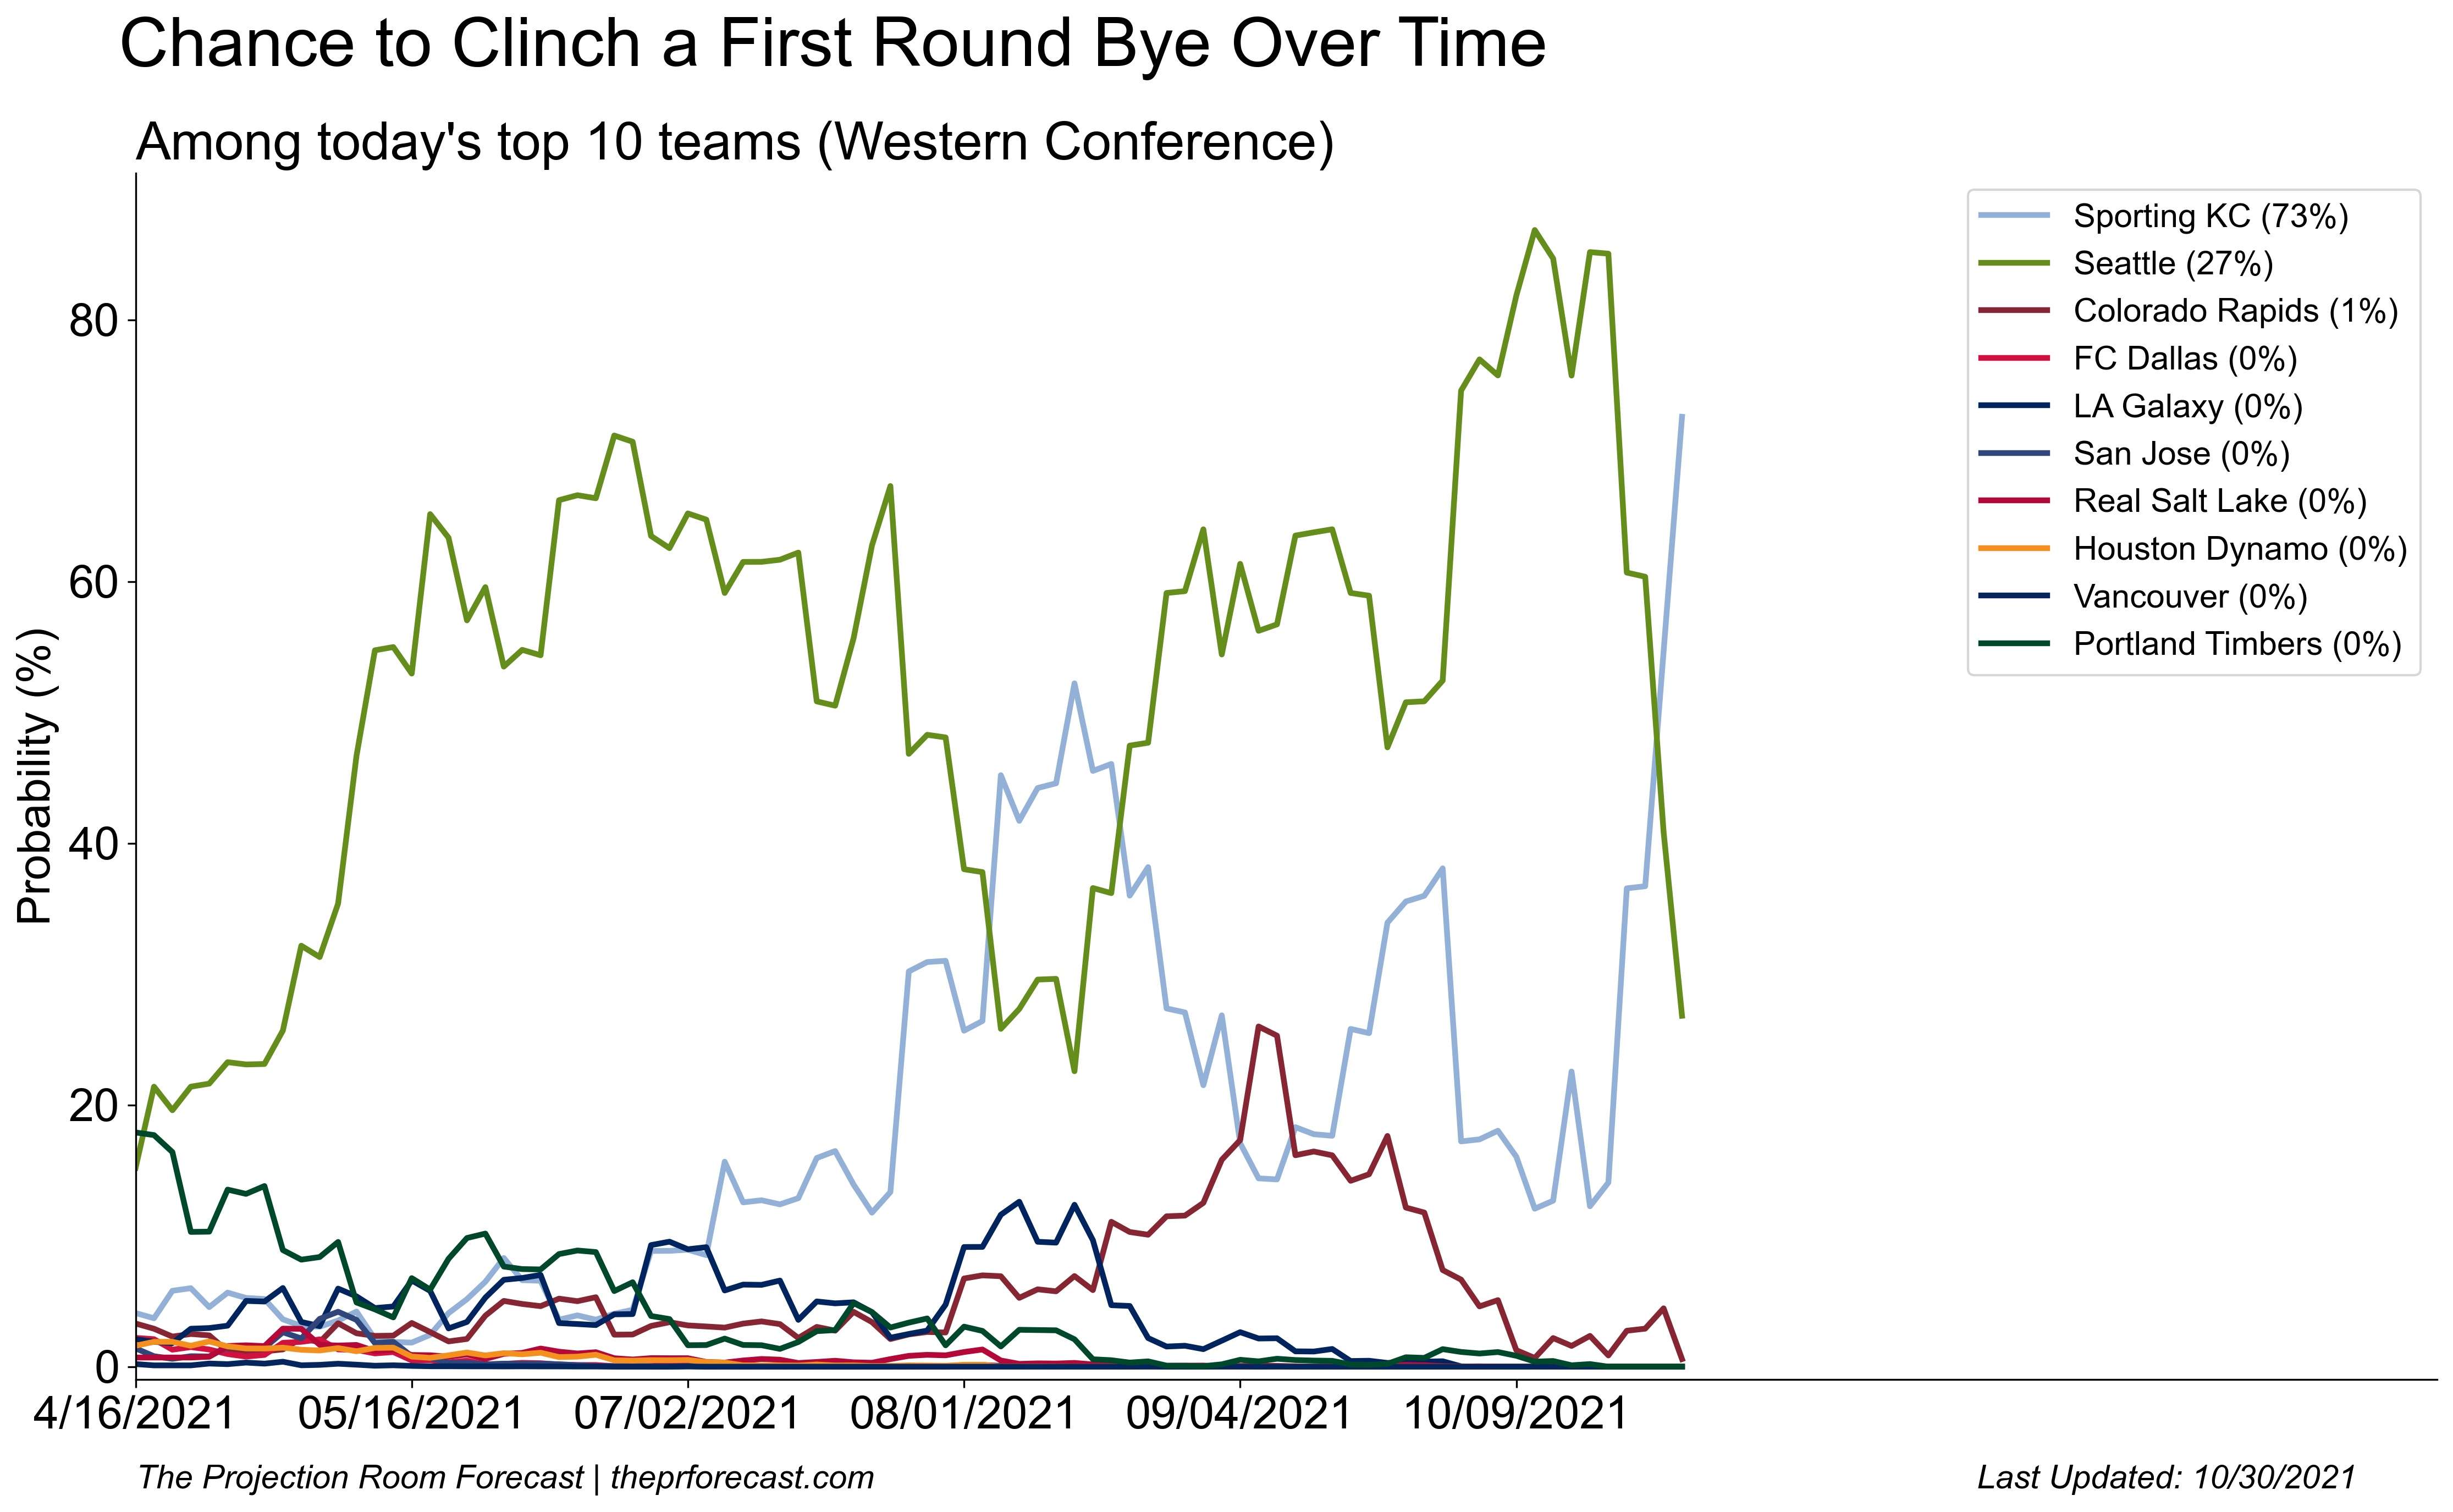 Chance to Clinch a First Round Bye Over Time
Among today's top 10 teams (Western Conference)
Sporting KC (73%)
Seattle (27%)
Colorado Rapids (1%)
FC Dallas (0%)
LA Galaxy (0%)
San Jose (0%)
Real Salt Lake (0%)
Houston Dynamo (0%)
Vancouver (0%)
Portland Timbers (0%)
Probability (%)
80
60
40
20
0
4/16/2021 05/16/2021 07/02/2021 08/01/2021 09/04/2021 10/09/2021
The Projection Room Forecast | theprforecast.com
Last Updated: 10/30/2021